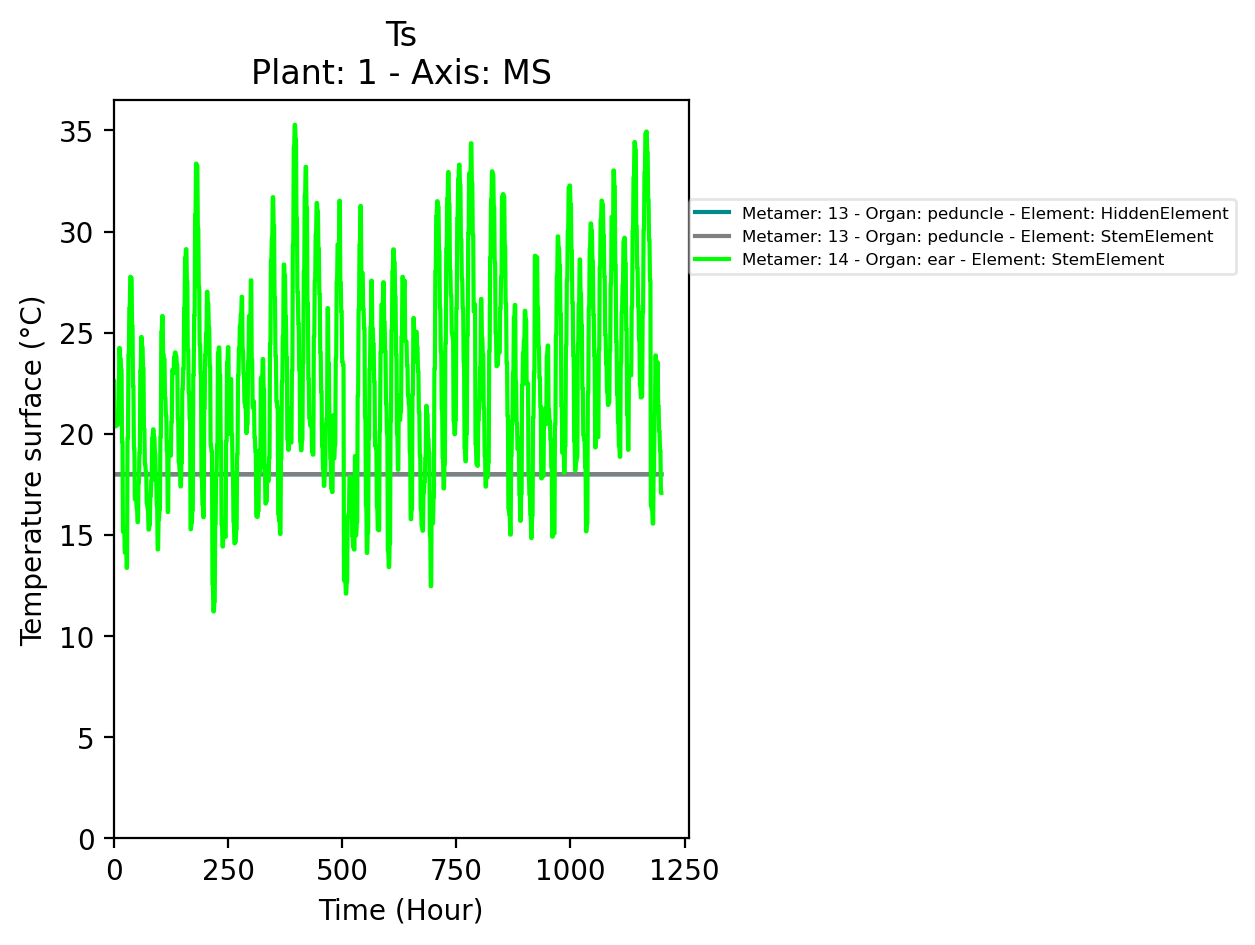 Ts
Plant: 1 - Axis: MS
35
30
25
20
15
10
5
0
Temperature surface (°C)
0 250 500 750 1000 1250
Time (Hour)
Metamer: 13 - Organ: peduncle - Element: HiddenElement
Metamer: 13 - Organ: peduncle - Element: StemElement
Metamer: 14 - Organ: ear - Element: StemElement